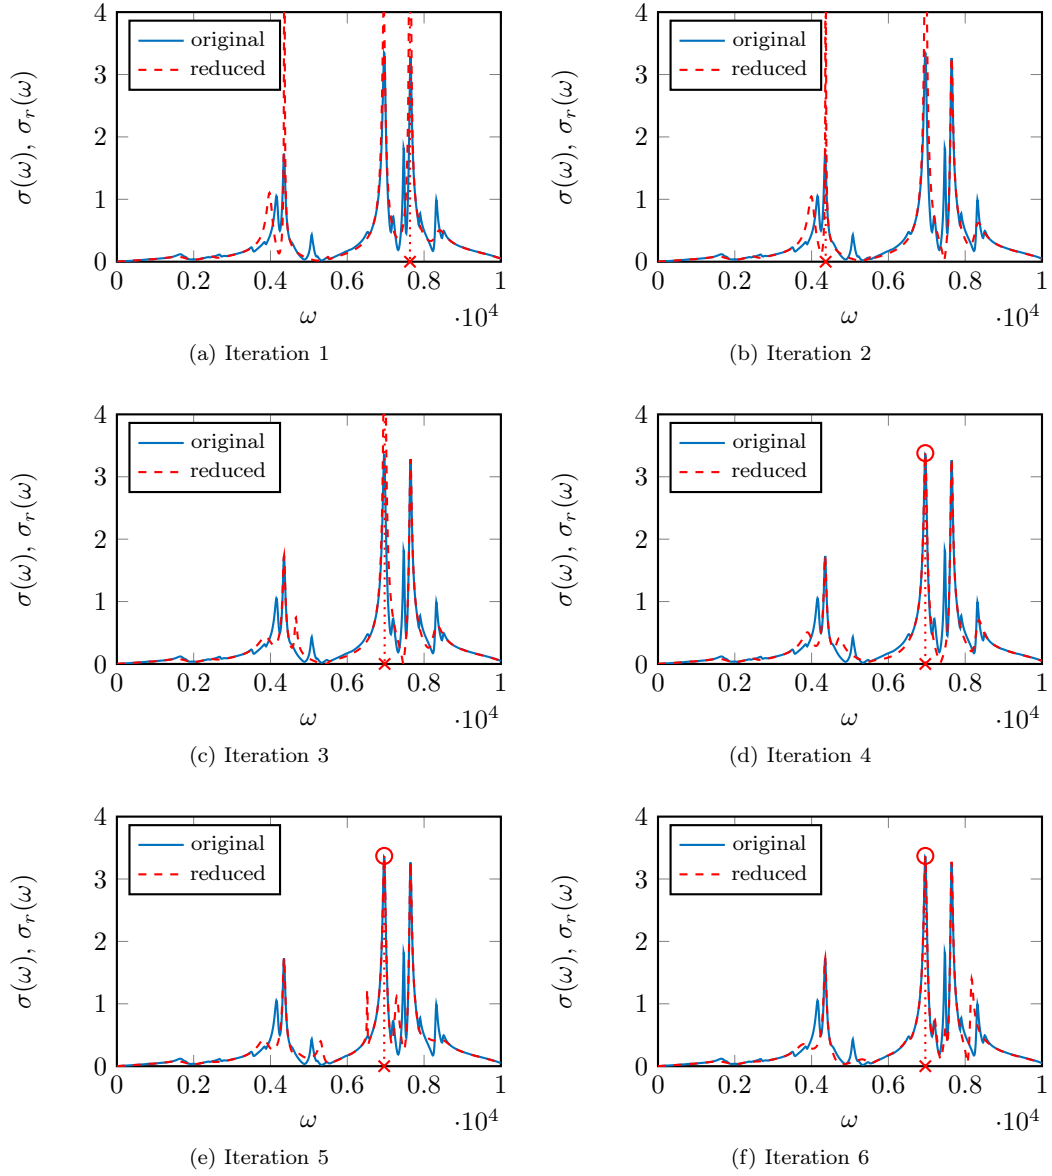 4
3
2
1
0
σ(ω), σ_r(ω)
original
reduced
0 0.2 0.4 0.6 0.8 1
ω
·10^4
(a) Iteration 1
4
3
2
1
0
σ(ω), σ_r(ω)
original
reduced
0 0.2 0.4 0.6 0.8 1
ω
·10^4
(b) Iteration 2
4
3
2
1
0
σ(ω), σ_r(ω)
original
reduced
0 0.2 0.4 0.6 0.8 1
ω
·10^4
(c) Iteration 3
4
3
2
1
0
σ(ω), σ_r(ω)
original
reduced
0 0.2 0.4 0.6 0.8 1
ω
·10^4
(d) Iteration 4
4
3
2
1
0
σ(ω), σ_r(ω)
original
reduced
0 0.2 0.4 0.6 0.8 1
ω
·10^4
(e) Iteration 5
4
3
2
1
0
σ(ω), σ_r(ω)
original
reduced
0 0.2 0.4 0.6 0.8 1
ω
·10^4
(f) Iteration 6